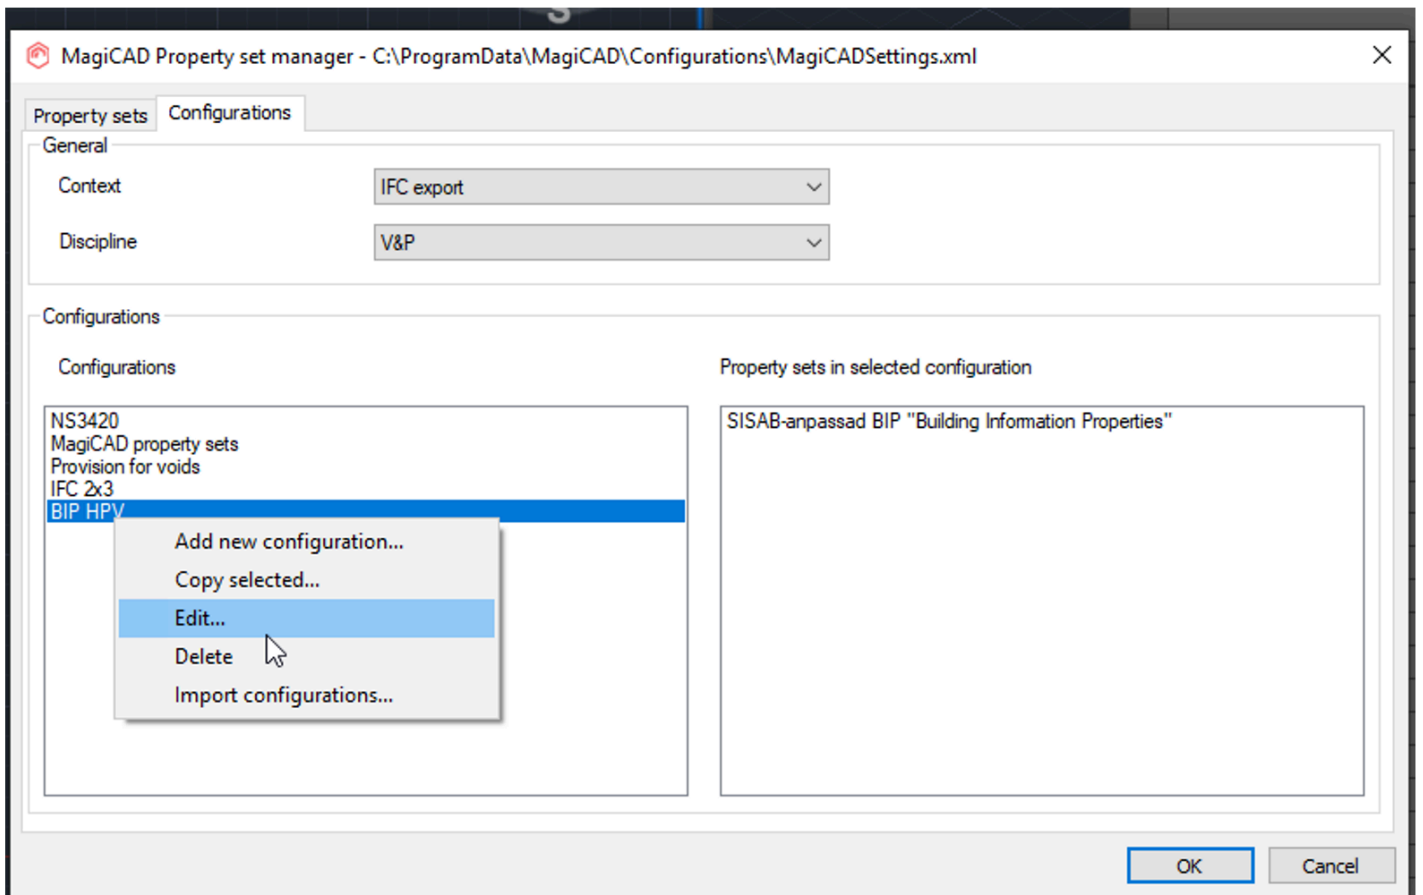 MagiCAD Property set manager - C:\ProgramData\MagiCAD\Configurations\MagiCADSettings.xml
Property sets
Configurations
General
Context
IFC export
Discipline
V&P
Configurations
Configurations
Property sets in selected configuration
NS3420
MagiCAD property sets
Provision for voids
IFC 2x3
BIP HPV
SISAB-anpassad BIP "Building Information Properties"
Add new configuration...
Copy selected...
Edit...
Delete
Import configurations...
OK
Cancel